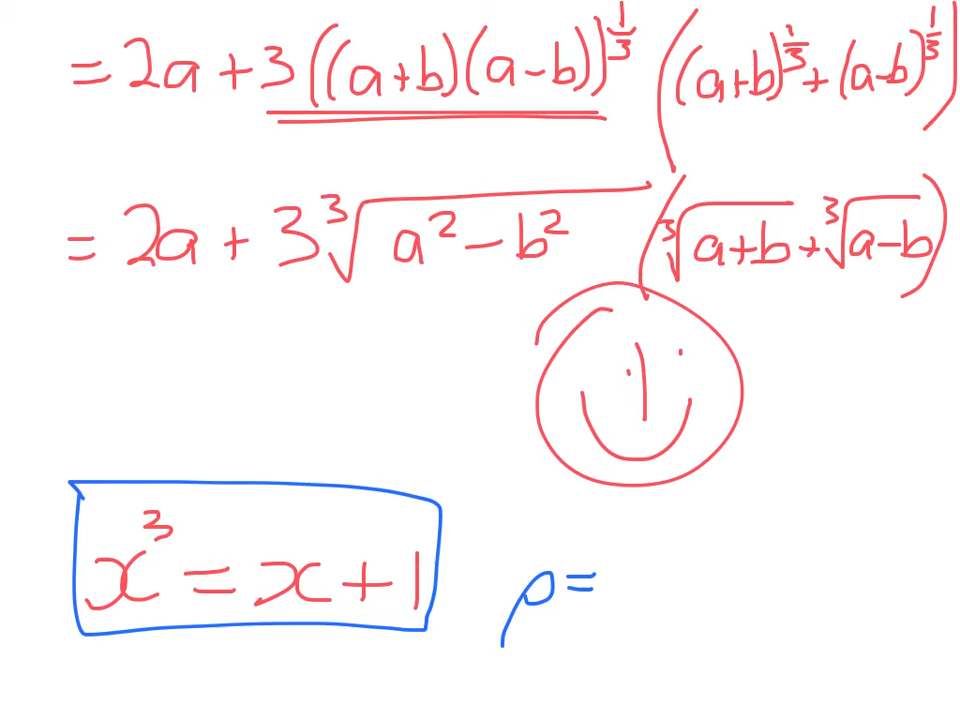 = 2a + 3((a+b)(a-b))^{1/3} ((a+b)^{1/3} + (a-b)^{1/3})
= 2a + 3∛(a² - b²) (∛(a+b) + ∛(a-b))
x³ = x + 1
ρ =